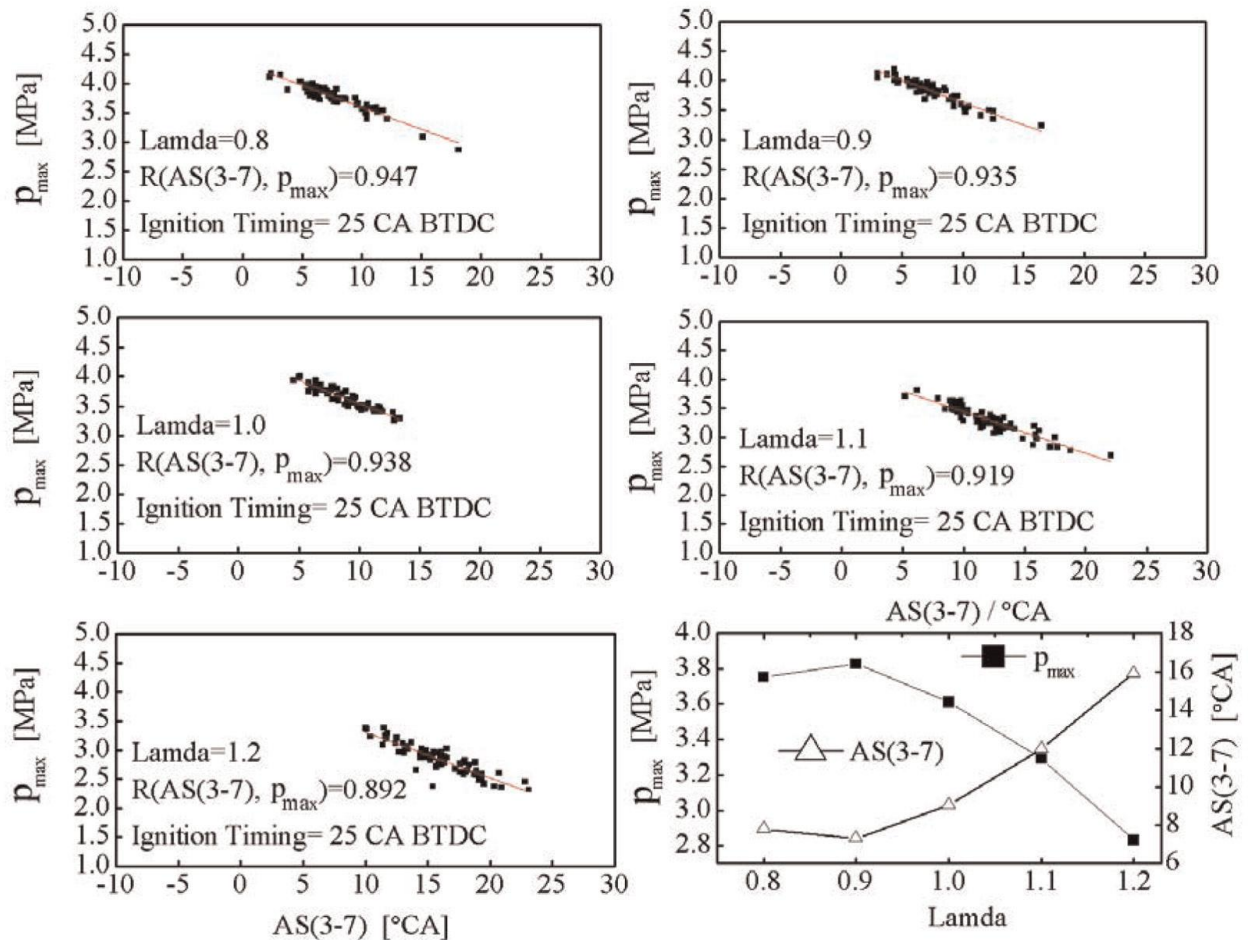 5.0
4.5
4.0
3.5
3.0
2.5
2.0
1.5
1.0
p_max [MPa]
Lamda=0.8
R(AS(3-7), p_max)=0.947
Ignition Timing= 25 CA BTDC
-10 -5 0 5 10 15 20 25 30
5.0
4.5
4.0
3.5
3.0
2.5
2.0
1.5
1.0
p_max [MPa]
Lamda=0.9
R(AS(3-7), p_max)=0.935
Ignition Timing= 25 CA BTDC
-10 -5 0 5 10 15 20 25 30
5.0
4.5
4.0
3.5
3.0
2.5
2.0
1.5
1.0
p_max [MPa]
Lamda=1.0
R(AS(3-7), p_max)=0.938
Ignition Timing= 25 CA BTDC
-10 -5 0 5 10 15 20 25 30
5.0
4.5
4.0
3.5
3.0
2.5
2.0
1.5
1.0
p_max [MPa]
Lamda=1.1
R(AS(3-7), p_max)=0.919
Ignition Timing= 25 CA BTDC
-10 -5 0 5 10 15 20 25 30
AS(3-7) / °CA
5.0
4.5
4.0
3.5
3.0
2.5
2.0
1.5
1.0
p_max [MPa]
Lamda=1.2
R(AS(3-7), p_max)=0.892
Ignition Timing= 25 CA BTDC
-10 -5 0 5 10 15 20 25 30
AS(3-7) [°CA]
4.0
3.8
3.6
3.4
3.2
3.0
2.8
p_max [MPa]
p_max
AS(3-7)
18
16
14
12
10
8
6
AS(3-7) [°CA]
0.8 0.9 1.0 1.1 1.2
Lamda